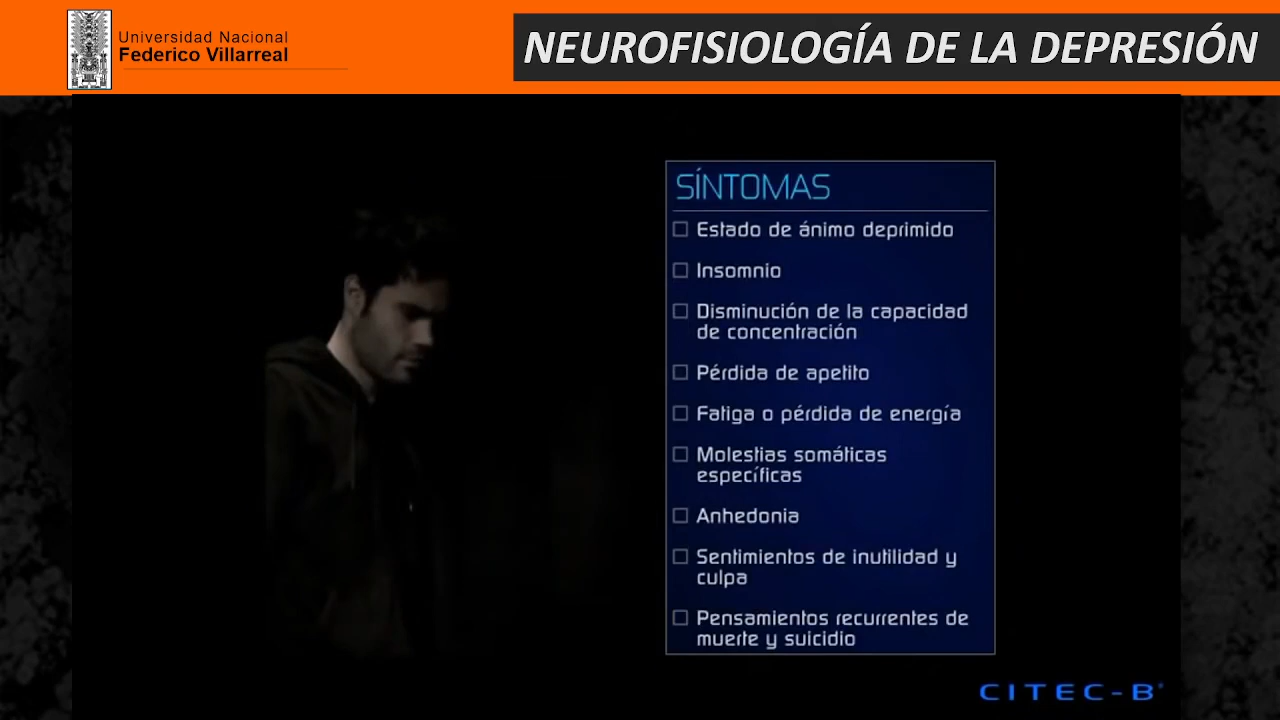 Universidad Nacional
Federico Villarreal
NEUROFISIOLOGÍA DE LA DEPRESIÓN
SÍNTOMAS
Estado de ánimo deprimido
Insomnio
Disminución de la capacidad
de concentración
Pérdida de apetito
Fatiga o pérdida de energía
Molestias somáticas
específicas
Anhedonia
Sentimientos de inutilidad y
culpa
Pensamientos recurrentes de
muerte y suicidio
CITEC-B